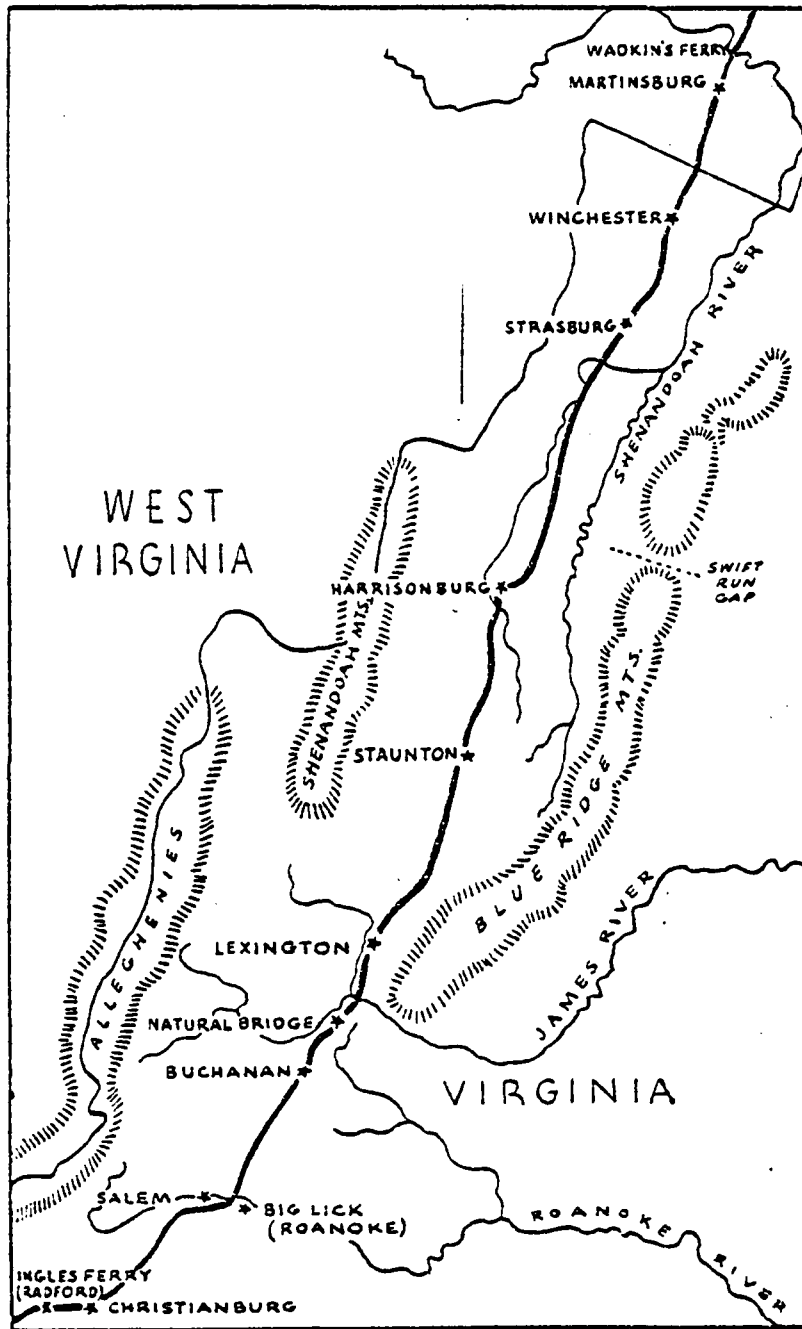 WADKIN'S FERRY
MARTINSBURG
WINCHESTER
STRASBURG
SHENANDOAH RIVER
WEST
VIRGINIA
SWIFT
RUN
GAP
HARRISONBURG
SHENANDOAH MTS.
BLUE RIDGE MTS.
STAUNTON
ALLEGHENIES
LEXINGTON
JAMES RIVER
NATURAL BRIDGE
BUCHANAN
VIRGINIA
SALEM
BIG LICK
(ROANOKE)
ROANOKE RIVER
INGLES FERRY
(RADFORD)
CHRISTIANBURG